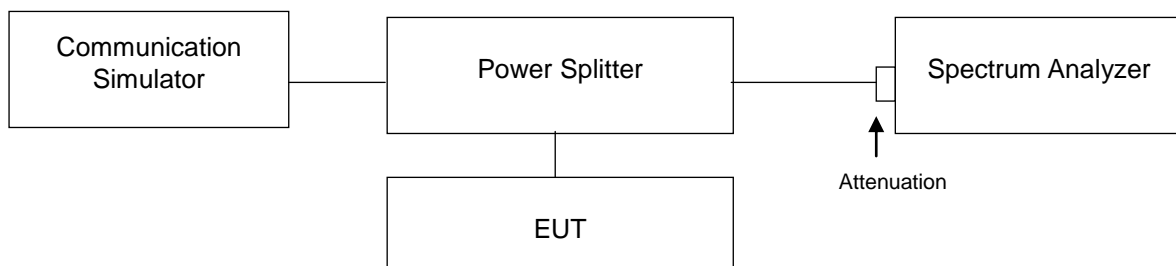 Communication
Simulator
Power Splitter
Spectrum Analyzer
Attenuation
EUT